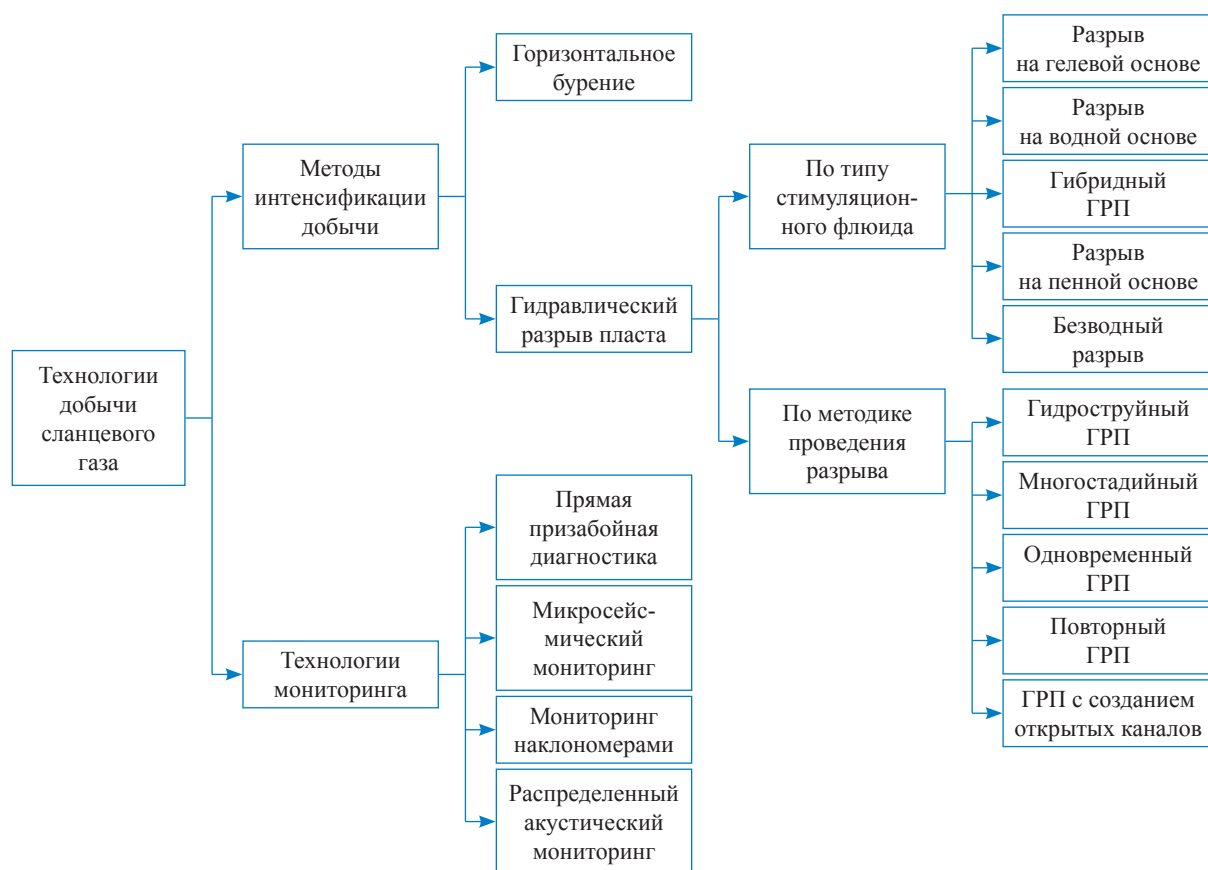 Технологии
добычи
сланцевого
газа
Методы
интенсификации
добычи
Технологии
мониторинга
Горизонтальное
бурение
Гидравлический
разрыв пласта
Прямая
призабойная
диагностика
Микросейс-
мический
мониторинг
Мониторинг
наклономерами
Распределенный
акустический
мониторинг
По типу
стимуляцион-
ного флюида
По методике
проведения
разрыва
Разрыв
на гелевой основе
Разрыв
на водной основе
Гибридный
ГРП
Разрыв
на пенной основе
Безводный
разрыв
Гидроструйный
ГРП
Многостадийный
ГРП
Одновременный
ГРП
Повторный
ГРП
ГРП с созданием
открытых каналов